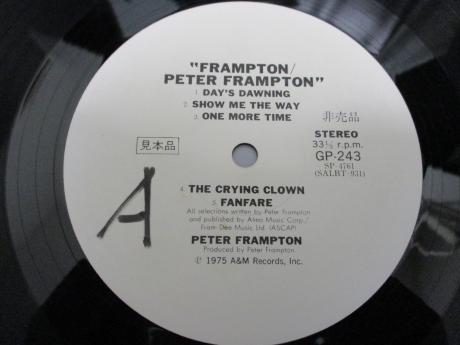 "FRAMPTON/
PETER FRAMPTON"
1. DAY'S DAWNING
2. SHOW ME THE WAY
3. ONE MORE TIME
非売品
STEREO
33⅓ r.p.m.
GP-243
SP-4761
(SALBT-931)
見本品
A
4. THE CRYING CLOWN
5. FANFARE
All selections written by Peter Frampton
and published by Almo Music Corp./
Fram-Dee Music Ltd. (ASCAP)
PETER FRAMPTON
Produced by Peter Frampton
℗ 1975 A&M Records, Inc.